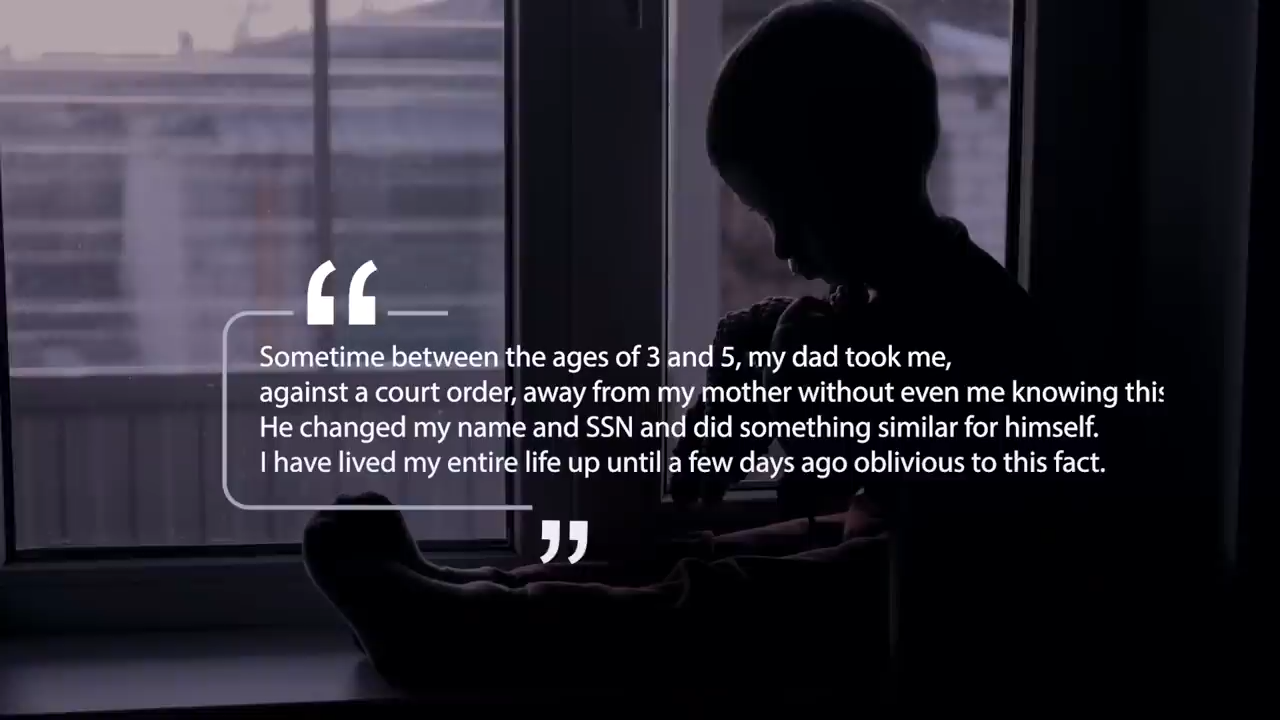 “
Sometime between the ages of 3 and 5, my dad took me,
against a court order, away from my mother without even me knowing this
He changed my name and SSN and did something similar for himself.
I have lived my entire life up until a few days ago oblivious to this fact.
”